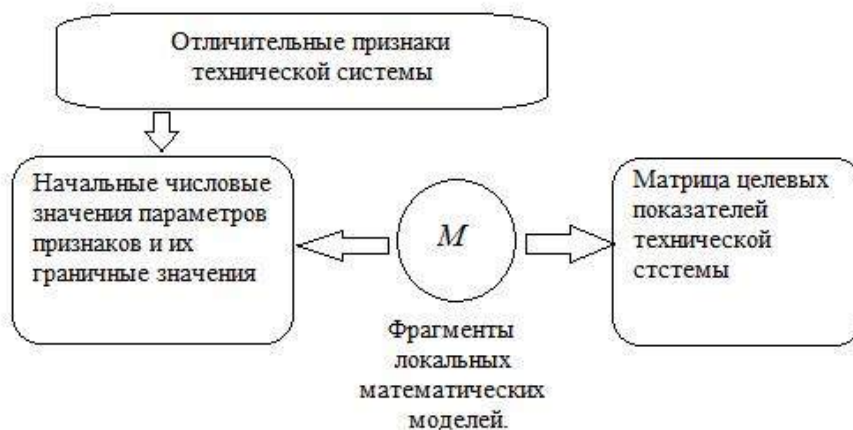 Отличительные признаки
технической системы
Начальные числовые
значения параметров
признаков и их
граничные значения
M
Фрагменты
локальных
математических
моделей.
Матрица целевых
показателей
технической
стстемы